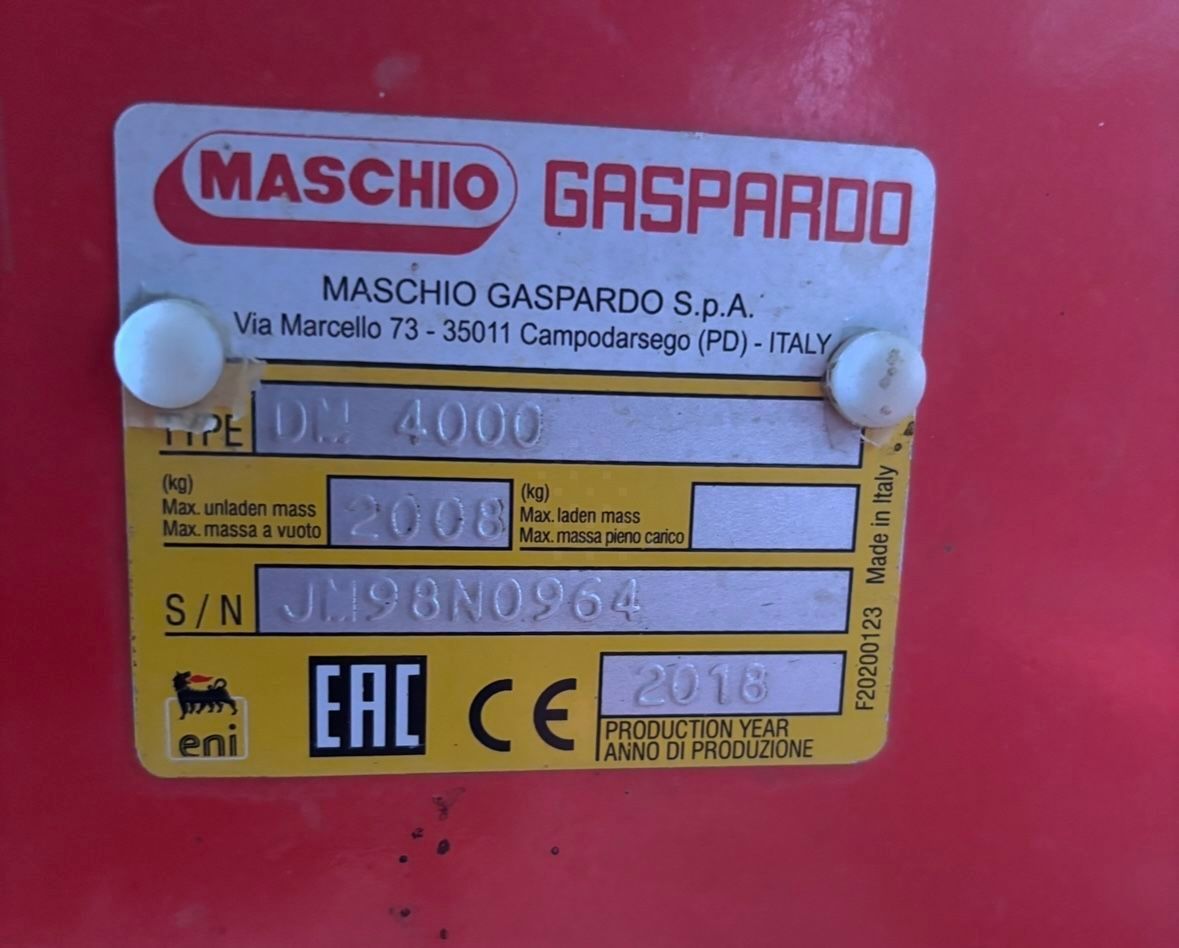 MASCHIO GASPARDO
MASCHIO GASPARDO S.p.A.
Via Marcello 73 - 35011 Campodarsego (PD) - ITALY
TYPE DM 4000
(kg)
Max. unladen mass
Max. massa a vuoto
2008
(kg)
Max. laden mass
Max. massa pieno carico
S/N JM98N0964
eni
EAC
CE
2018
PRODUCTION YEAR
ANNO DI PRODUZIONE
F20200123 Made in Italy